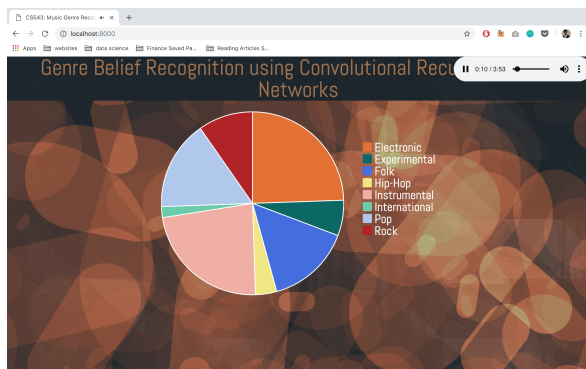 CS543: Music Genre Reco
localhost:8000
Apps websites data science Finance Saved Pa... Reading Articles S...
Genre Belief Recognition using Convolutional Recu
Networks
0:10 / 3:53
Electronic
Experimental
Folk
Hip-Hop
Instrumental
International
Pop
Rock